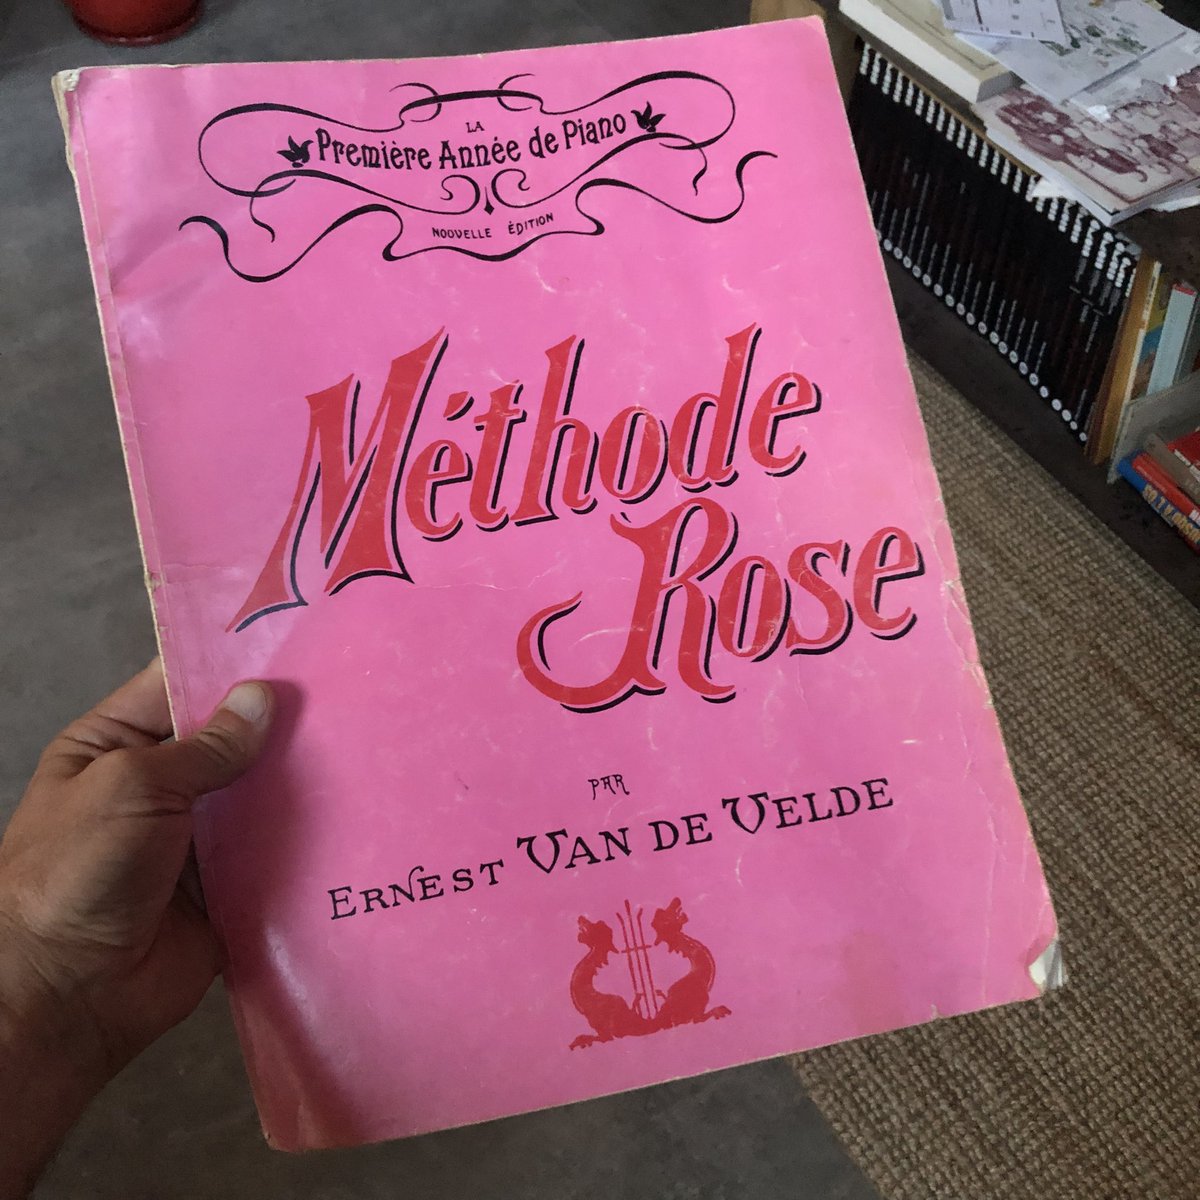 LA
Première Année de Piano
NOUVELLE ÉDITION
Méthode
Rose
PAR
ERNEST VAN DE VELDE